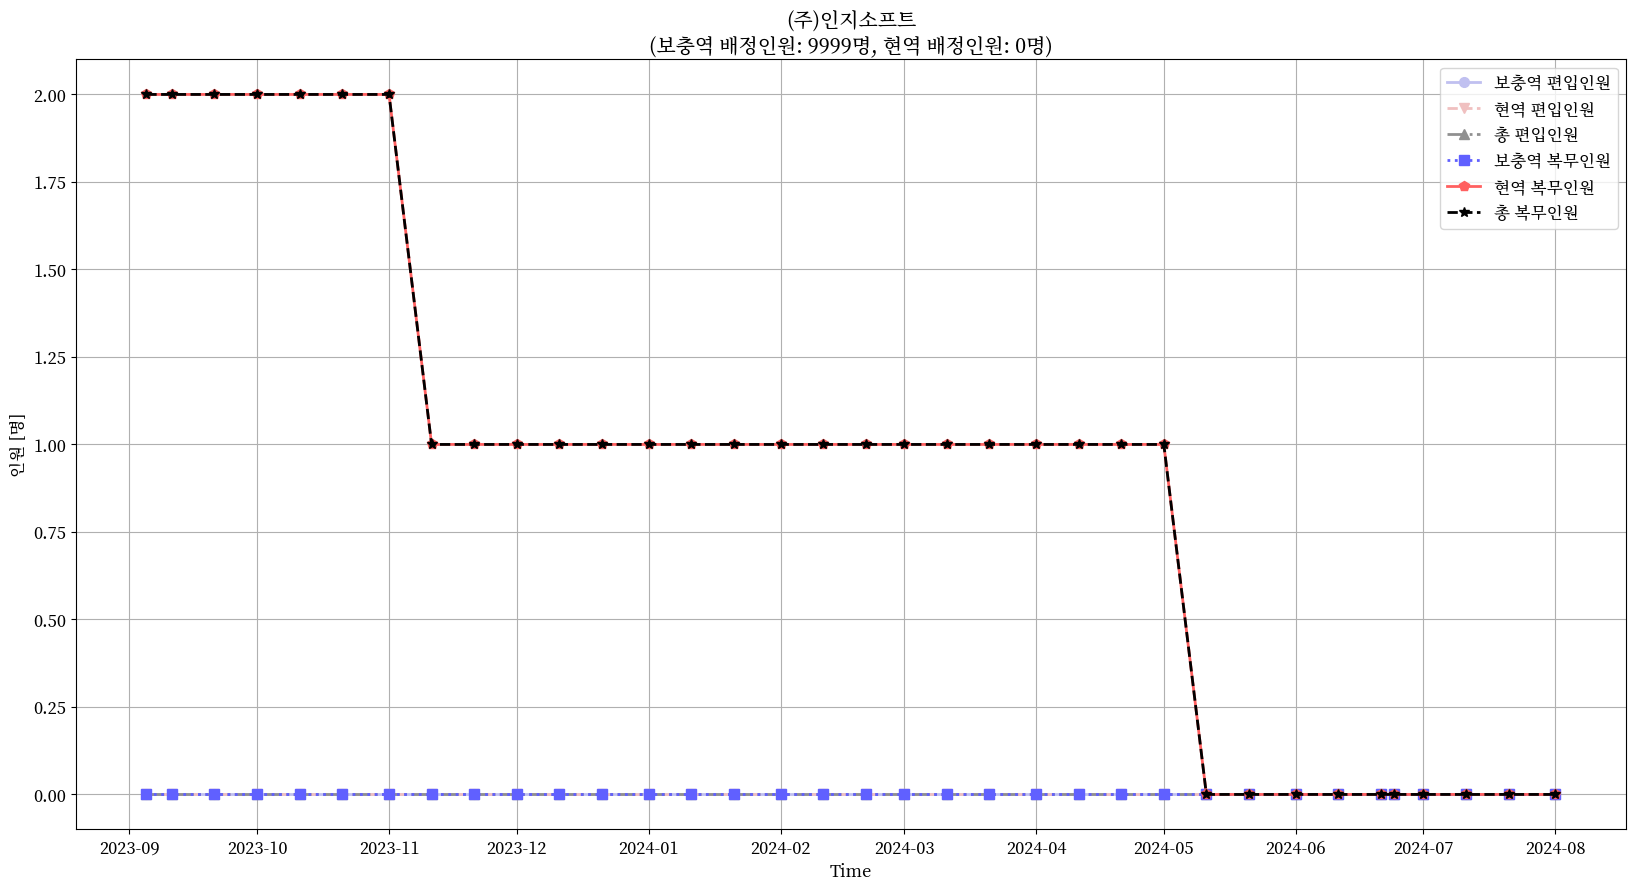 (주)인지소프트
(보충역 배정인원: 9999명, 현역 배정인원: 0명)
보충역 편입인원
현역 편입인원
총 편입인원
보충역 복무인원
현역 복무인원
총 복무인원
인원 [명]
2.00
1.75
1.50
1.25
1.00
0.75
0.50
0.25
0.00
2023-09 2023-10 2023-11 2023-12 2024-01 2024-02 2024-03 2024-04 2024-05 2024-06 2024-07 2024-08
Time